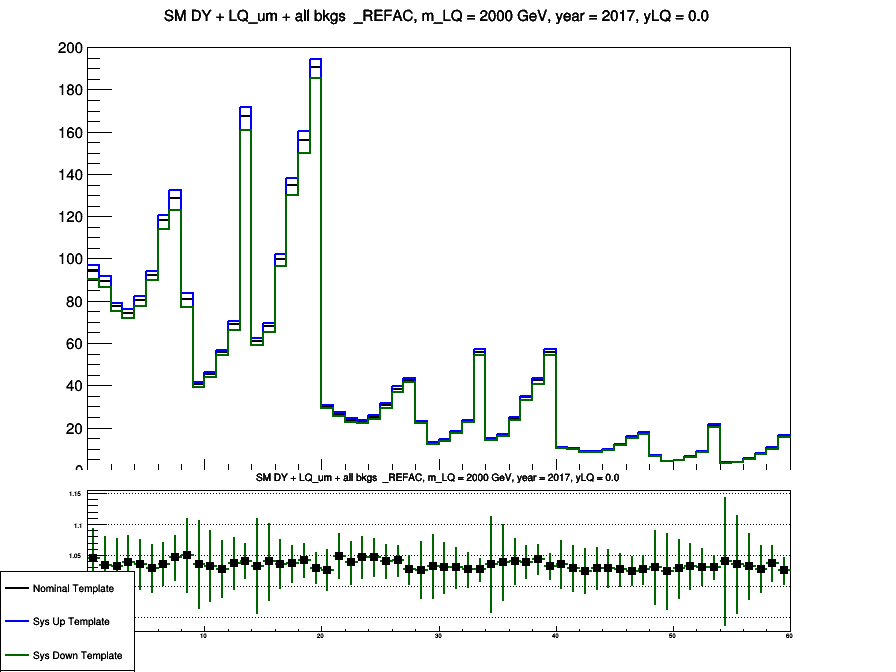 SM DY + LQ_um + all bkgs _REFAC, m_LQ = 2000 GeV, year = 2017, yLQ = 0.0
200
180
160
140
120
100
80
60
40
20
SM DY + LQ_um + all bkgs _REFAC, m_LQ = 2000 GeV, year = 2017, yLQ = 0.0
1.15
1.1
1.05
Nominal Template
Sys Up Template
Sys Down Template
10 20 30 40 50 60